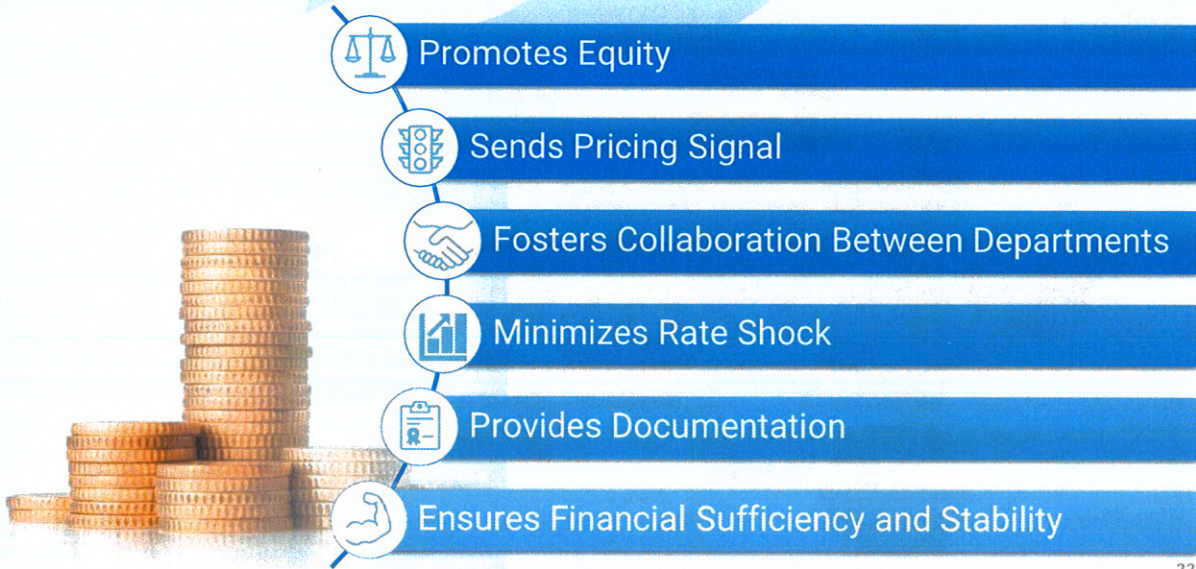 Promotes Equity
Sends Pricing Signal
Fosters Collaboration Between Departments
Minimizes Rate Shock
Provides Documentation
Ensures Financial Sufficiency and Stability